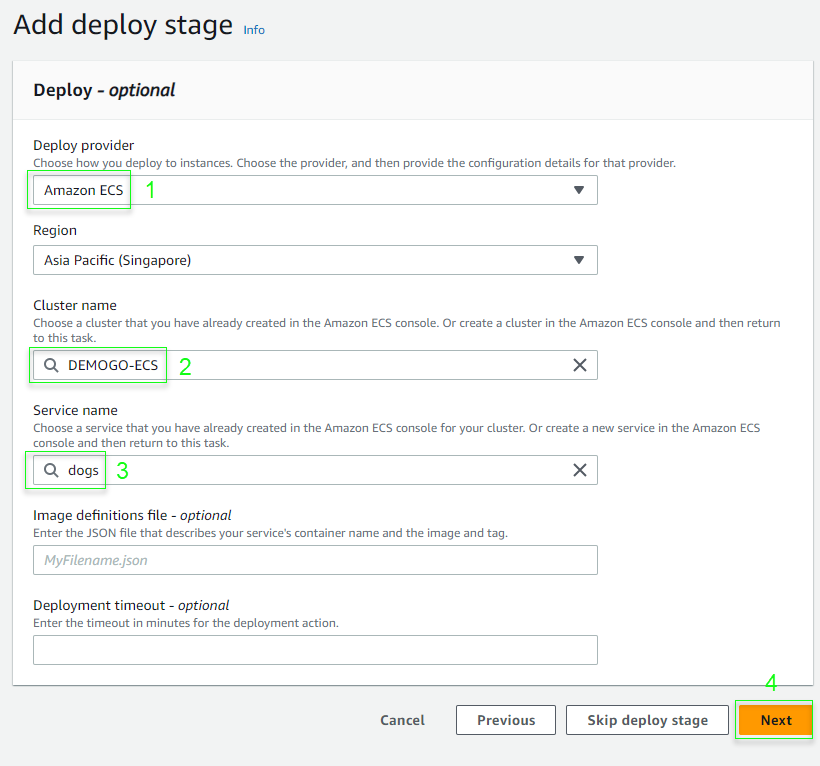 Add deploy stage Info
Deploy - optional
Deploy provider
Choose how you deploy to instances. Choose the provider, and then provide the configuration details for that provider.
Amazon ECS 1
Region
Asia Pacific (Singapore)
Cluster name
Choose a cluster that you have already created in the Amazon ECS console. Or create a cluster in the Amazon ECS console and then return
to this task.
DEMOGO-ECS 2
Service name
Choose a service that you have already created in the Amazon ECS console for your cluster. Or create a new service in the Amazon ECS
console and then return to this task.
dogs 3
Image definitions file - optional
Enter the JSON file that describes your service's container name and the image and tag.
MyFilename.json
Deployment timeout - optional
Enter the timeout in minutes for the deployment action.
4
Cancel Previous Skip deploy stage Next